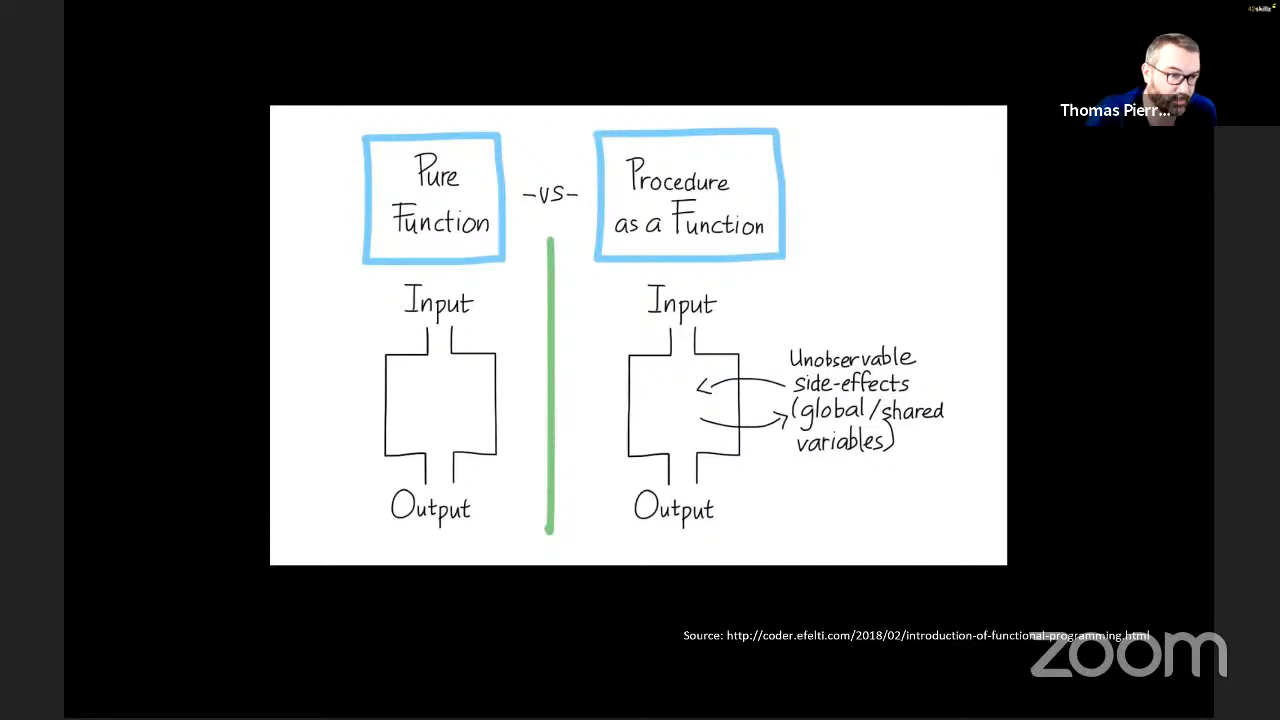 42skillz
Thomas Pierr...
Pure
Function
-VS-
Procedure
as a Function
Input
Output
Input
Output
Unobservable
side-effects
(global/shared
variables)
Source: http://coder.efelti.com/2018/02/introduction-of-functional-programming.html
zoom